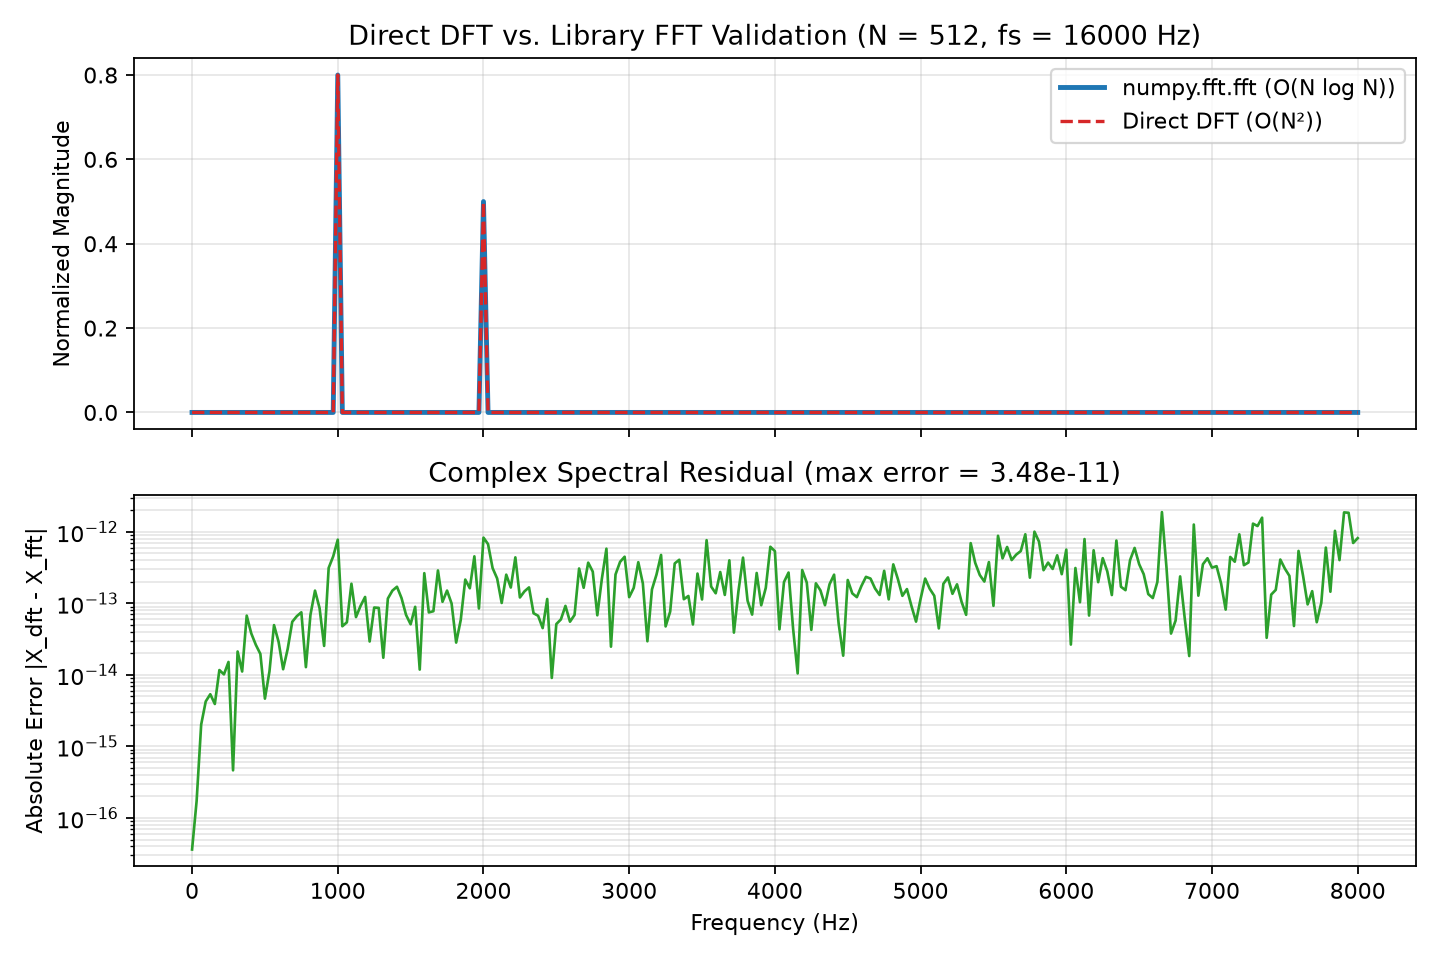 Direct DFT vs. Library FFT Validation (N = 512, fs = 16000 Hz)
Normalized Magnitude
0.8
0.6
0.4
0.2
0.0
numpy.fft.fft (O(N log N))
Direct DFT (O(N²))
Complex Spectral Residual (max error = 3.48e-11)
Absolute Error |X_dft - X_fft|
10⁻¹²
10⁻¹³
10⁻¹⁴
10⁻¹⁵
10⁻¹⁶
0 1000 2000 3000 4000 5000 6000 7000 8000
Frequency (Hz)